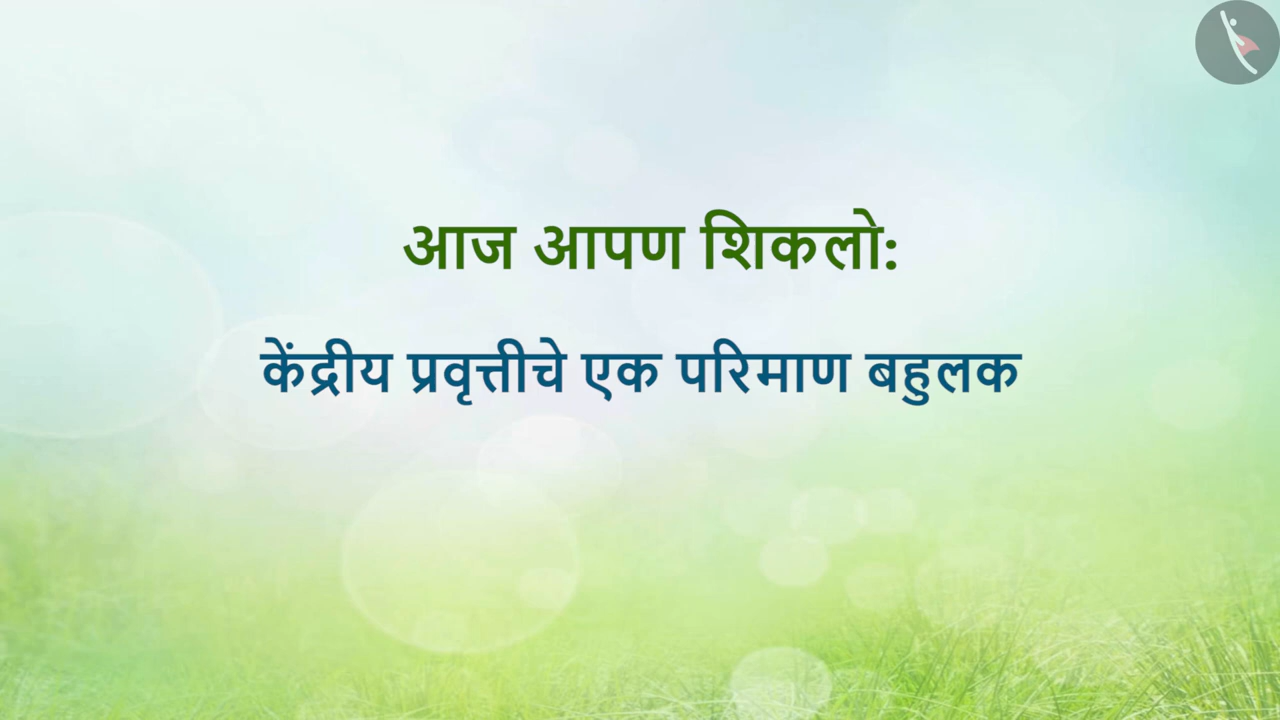 आज आपण शिकलो:
केंद्रीय प्रवृत्तीचे एक परिमाण बहुलक